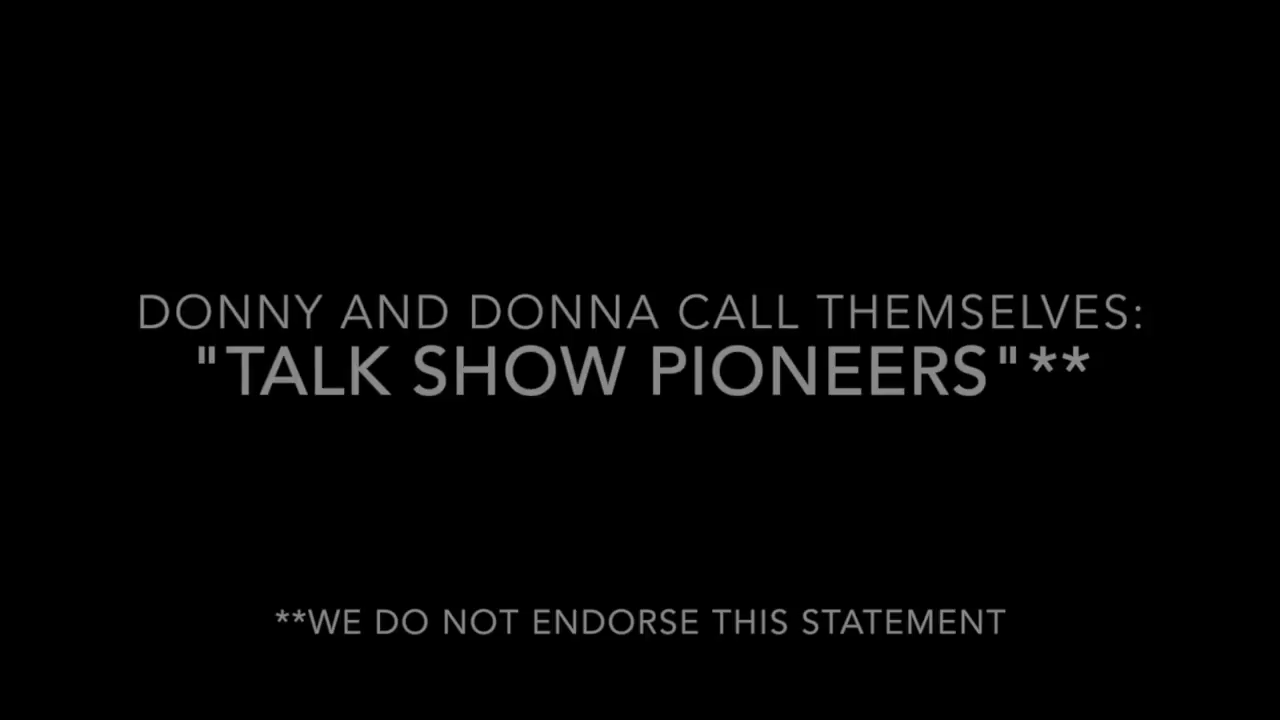 DONNY AND DONNA CALL THEMSELVES:
"TALK SHOW PIONEERS"**
**WE DO NOT ENDORSE THIS STATEMENT